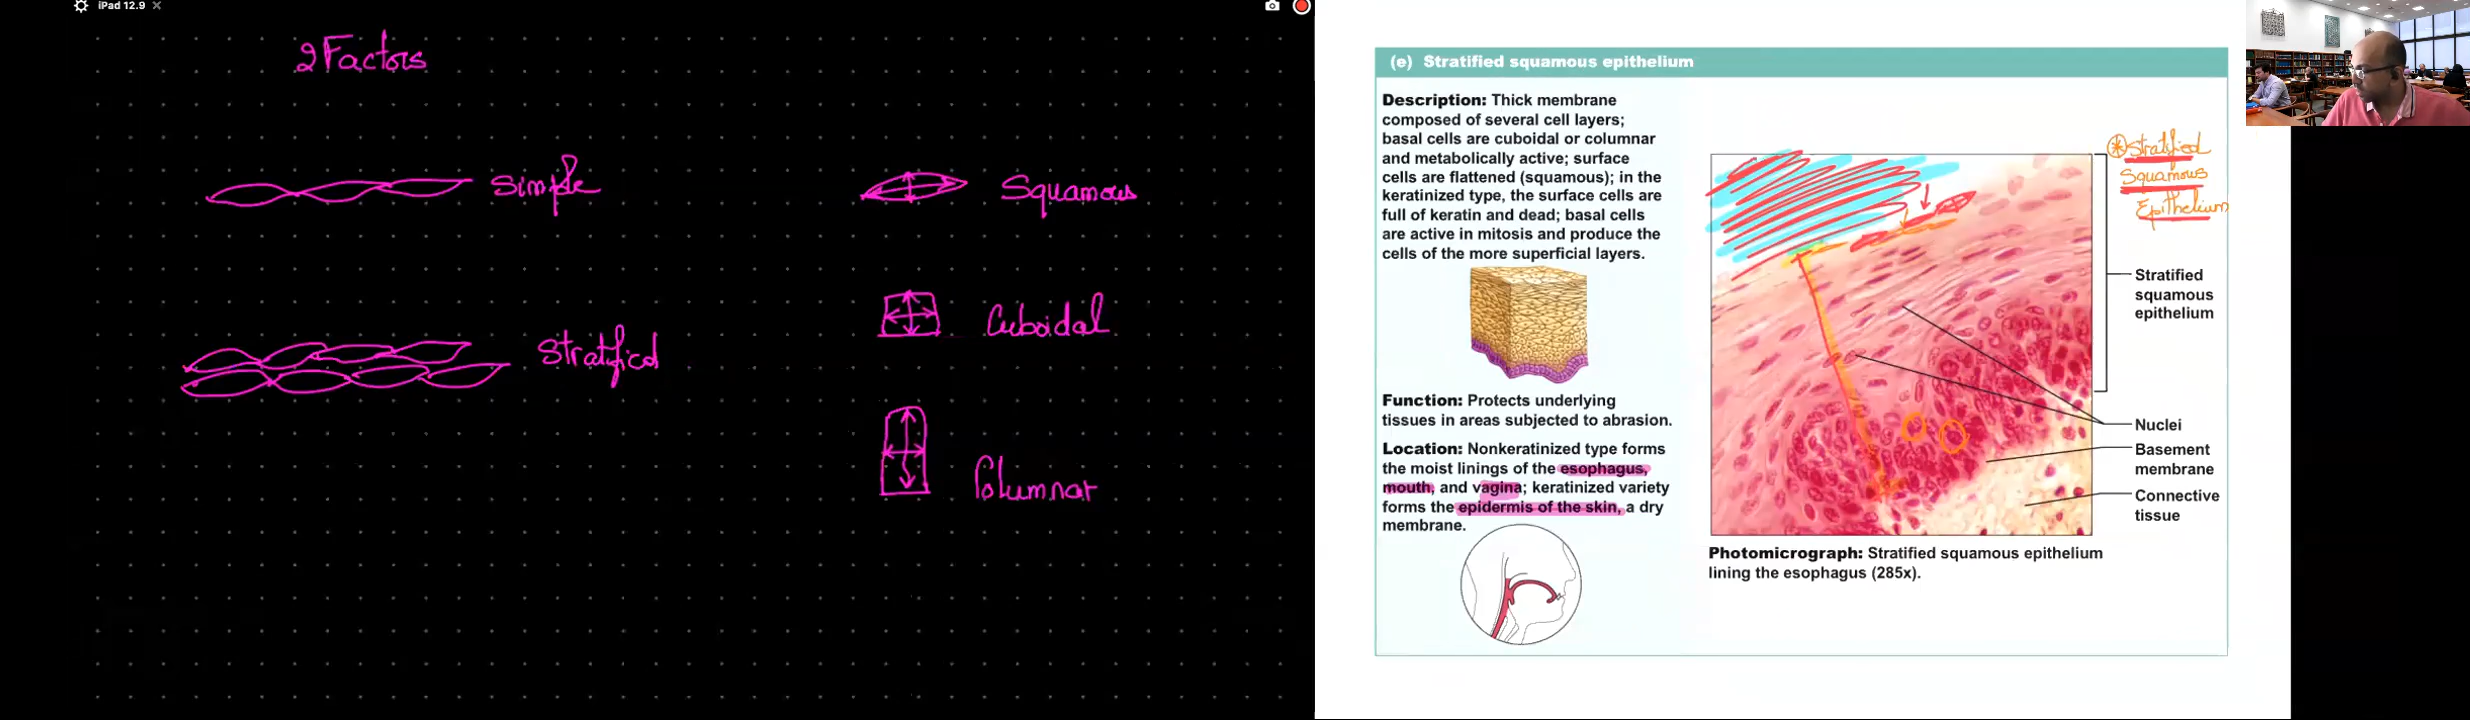 iPad 12.9
2 Factors
Simple
Stratified
Squamous
Cuboidal
Columnar
(e) Stratified squamous epithelium
Description: Thick membrane
composed of several cell layers;
basal cells are cuboidal or columnar
and metabolically active; surface
cells are flattened (squamous); in the
keratinized type, the surface cells are
full of keratin and dead; basal cells
are active in mitosis and produce the
cells of the more superficial layers.
Function: Protects underlying
tissues in areas subjected to abrasion.
Location: Nonkeratinized type forms
the moist linings of the esophagus,
mouth, and vagina; keratinized variety
forms the epidermis of the skin, a dry
membrane.
Stratified
Squamous
Epithelium
Stratified
squamous
epithelium
Nuclei
Basement
membrane
Connective
tissue
Photomicrograph: Stratified squamous epithelium
lining the esophagus (285x).